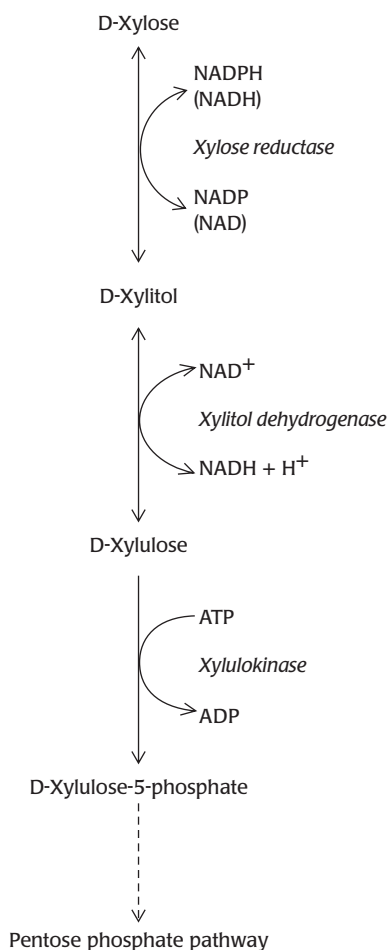 D-Xylose
NADPH
(NADH)
Xylose reductase
NADP
(NAD)
D-Xylitol
NAD+
Xylitol dehydrogenase
NADH + H+
D-Xylulose
ATP
Xylulokinase
ADP
D-Xylulose-5-phosphate
Pentose phosphate pathway